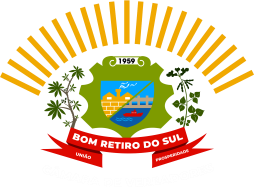 1959
BOM RETIRO DO SUL
UNIÃO
PROSPERIDADE